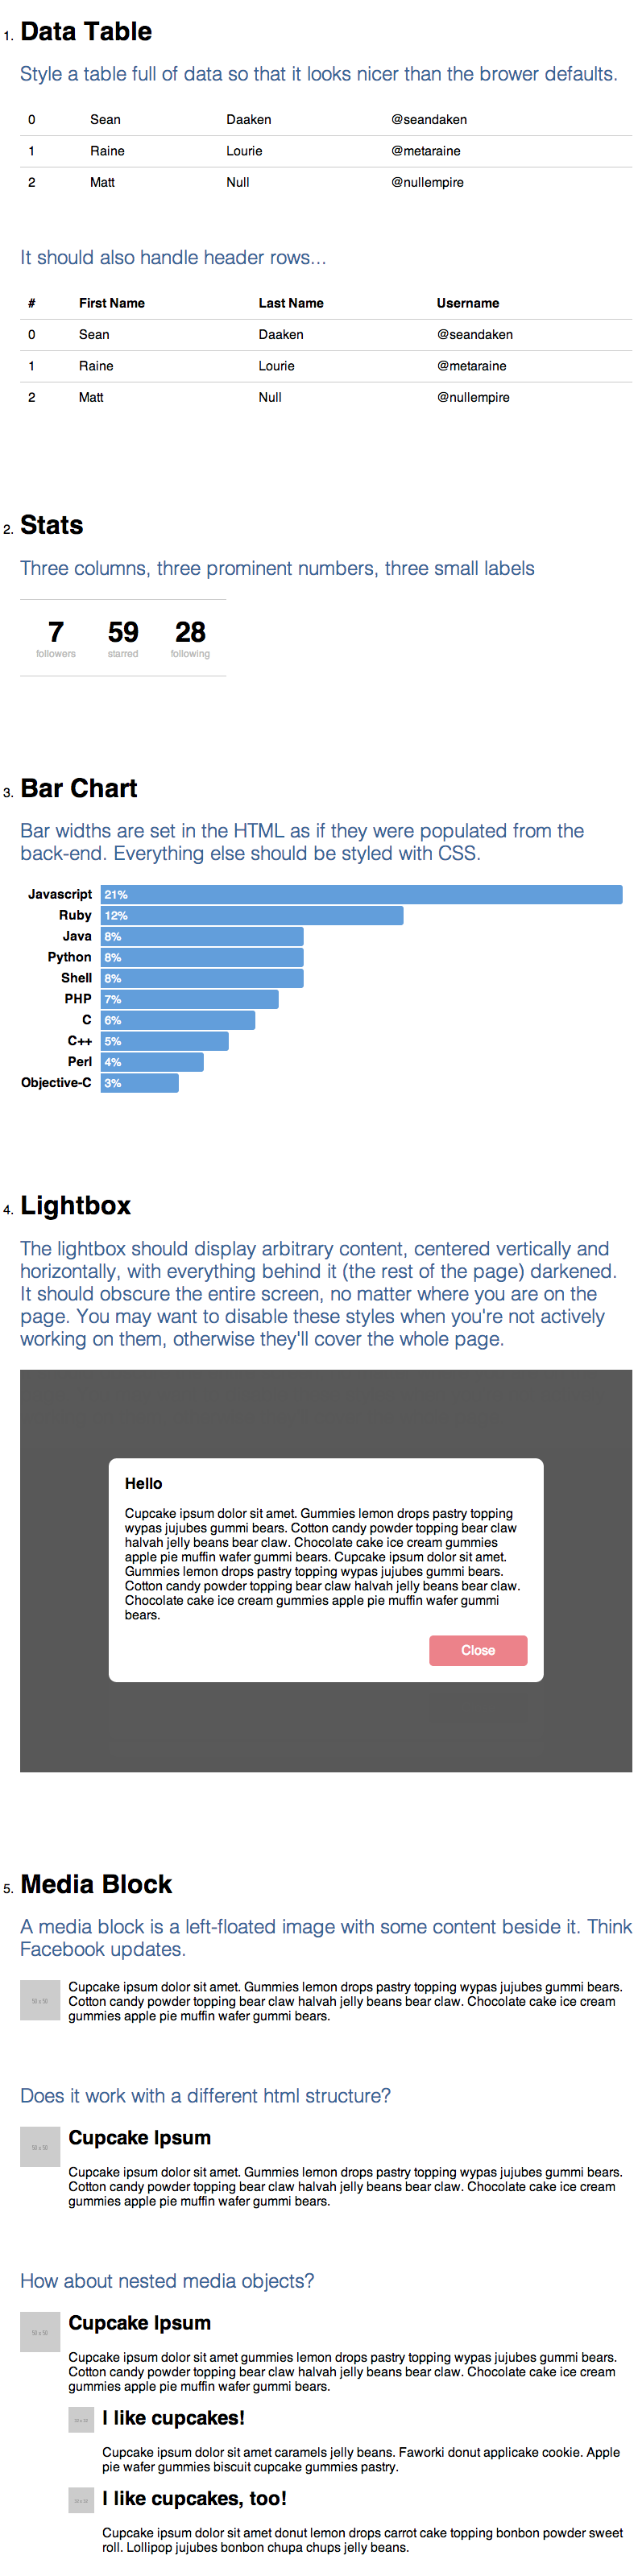 1. Data Table
Style a table full of data so that it looks nicer than the brower defaults.
0 Sean Daaken @seandaken
1 Raine Lourie @metaraine
2 Matt Null @nullempire
It should also handle header rows...
# First Name Last Name Username
0 Sean Daaken @seandaken
1 Raine Lourie @metaraine
2 Matt Null @nullempire
2. Stats
Three columns, three prominent numbers, three small labels
7 59 28
followers starred following
3. Bar Chart
Bar widths are set in the HTML as if they were populated from the
back-end. Everything else should be styled with CSS.
Javascript 21%
Ruby 12%
Java 8%
Python 8%
Shell 8%
PHP 7%
C 6%
C++ 5%
Perl 4%
Objective-C 3%
4. Lightbox
The lightbox should display arbitrary content, centered vertically and
horizontally, with everything behind it (the rest of the page) darkened.
It should obscure the entire screen, no matter where you are on the
page. You may want to disable these styles when you're not actively
working on them, otherwise they'll cover the whole page.
Hello
Cupcake ipsum dolor sit amet. Gummies lemon drops pastry topping
wypas jujubes gummi bears. Cotton candy powder topping bear claw
halvah jelly beans bear claw. Chocolate cake ice cream gummies
apple pie muffin wafer gummi bears. Cupcake ipsum dolor sit amet.
Gummies lemon drops pastry topping wypas jujubes gummi bears.
Cotton candy powder topping bear claw halvah jelly beans bear claw.
Chocolate cake ice cream gummies apple pie muffin wafer gummi
bears.
Close
5. Media Block
A media block is a left-floated image with some content beside it. Think
Facebook updates.
50 x 50
Cupcake ipsum dolor sit amet. Gummies lemon drops pastry topping wypas jujubes gummi bears.
Cotton candy powder topping bear claw halvah jelly beans bear claw. Chocolate cake ice cream
gummies apple pie muffin wafer gummi bears.
Does it work with a different html structure?
50 x 50
Cupcake Ipsum
Cupcake ipsum dolor sit amet. Gummies lemon drops pastry topping wypas jujubes gummi bears.
Cotton candy powder topping bear claw halvah jelly beans bear claw. Chocolate cake ice cream
gummies apple pie muffin wafer gummi bears.
How about nested media objects?
50 x 50
Cupcake Ipsum
Cupcake ipsum dolor sit amet gummies lemon drops pastry topping wypas jujubes gummi bears.
Cotton candy powder topping bear claw halvah jelly beans bear claw. Chocolate cake ice cream
gummies apple pie muffin wafer gummi bears.
I like cupcakes!
Cupcake ipsum dolor sit amet caramels jelly beans. Faworki donut applicake cookie. Apple
pie wafer gummies biscuit cupcake gummies pastry.
I like cupcakes, too!
Cupcake ipsum dolor sit amet donut lemon drops carrot cake topping bonbon powder sweet
roll. Lollipop jujubes bonbon chupa chups jelly beans.